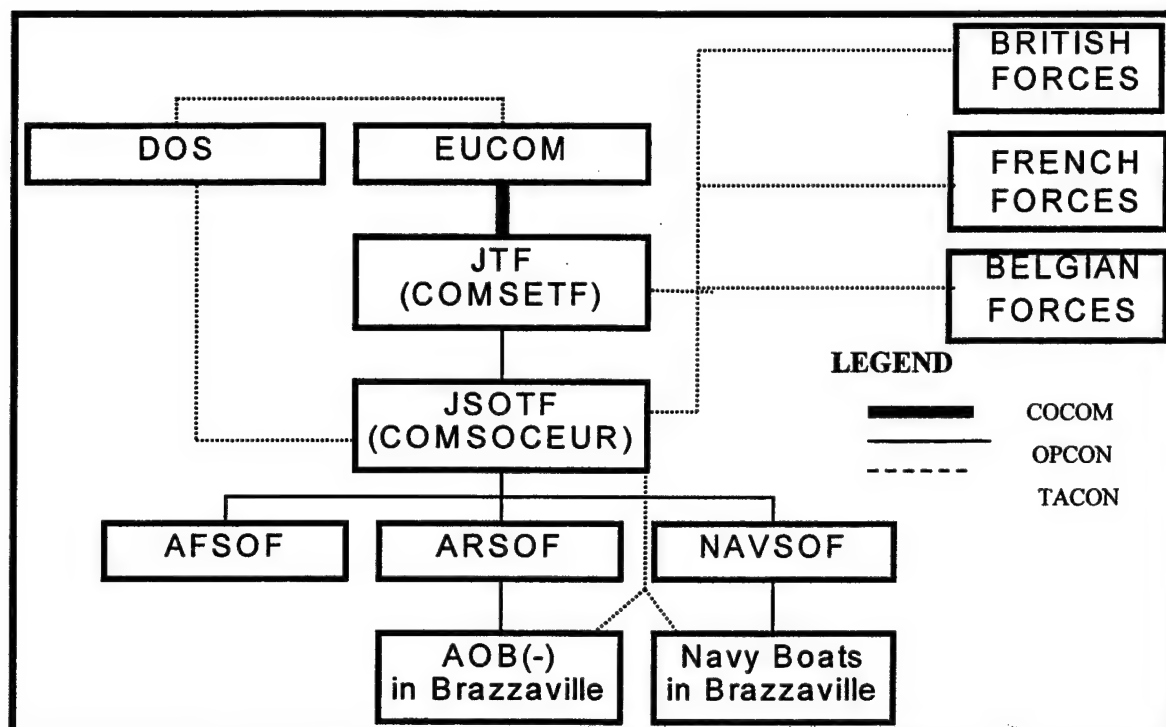 BRITISH
FORCES
DOS
EUCOM
FRENCH
FORCES
JTF
(COMSETF)
BELGIAN
FORCES
LEGEND
COCOM
OPCON
TACON
JSOTF
(COMSOCEUR)
AFSOF
ARSOF
NAVSOF
AOB(-)
in Brazzaville
Navy Boats
in Brazzaville